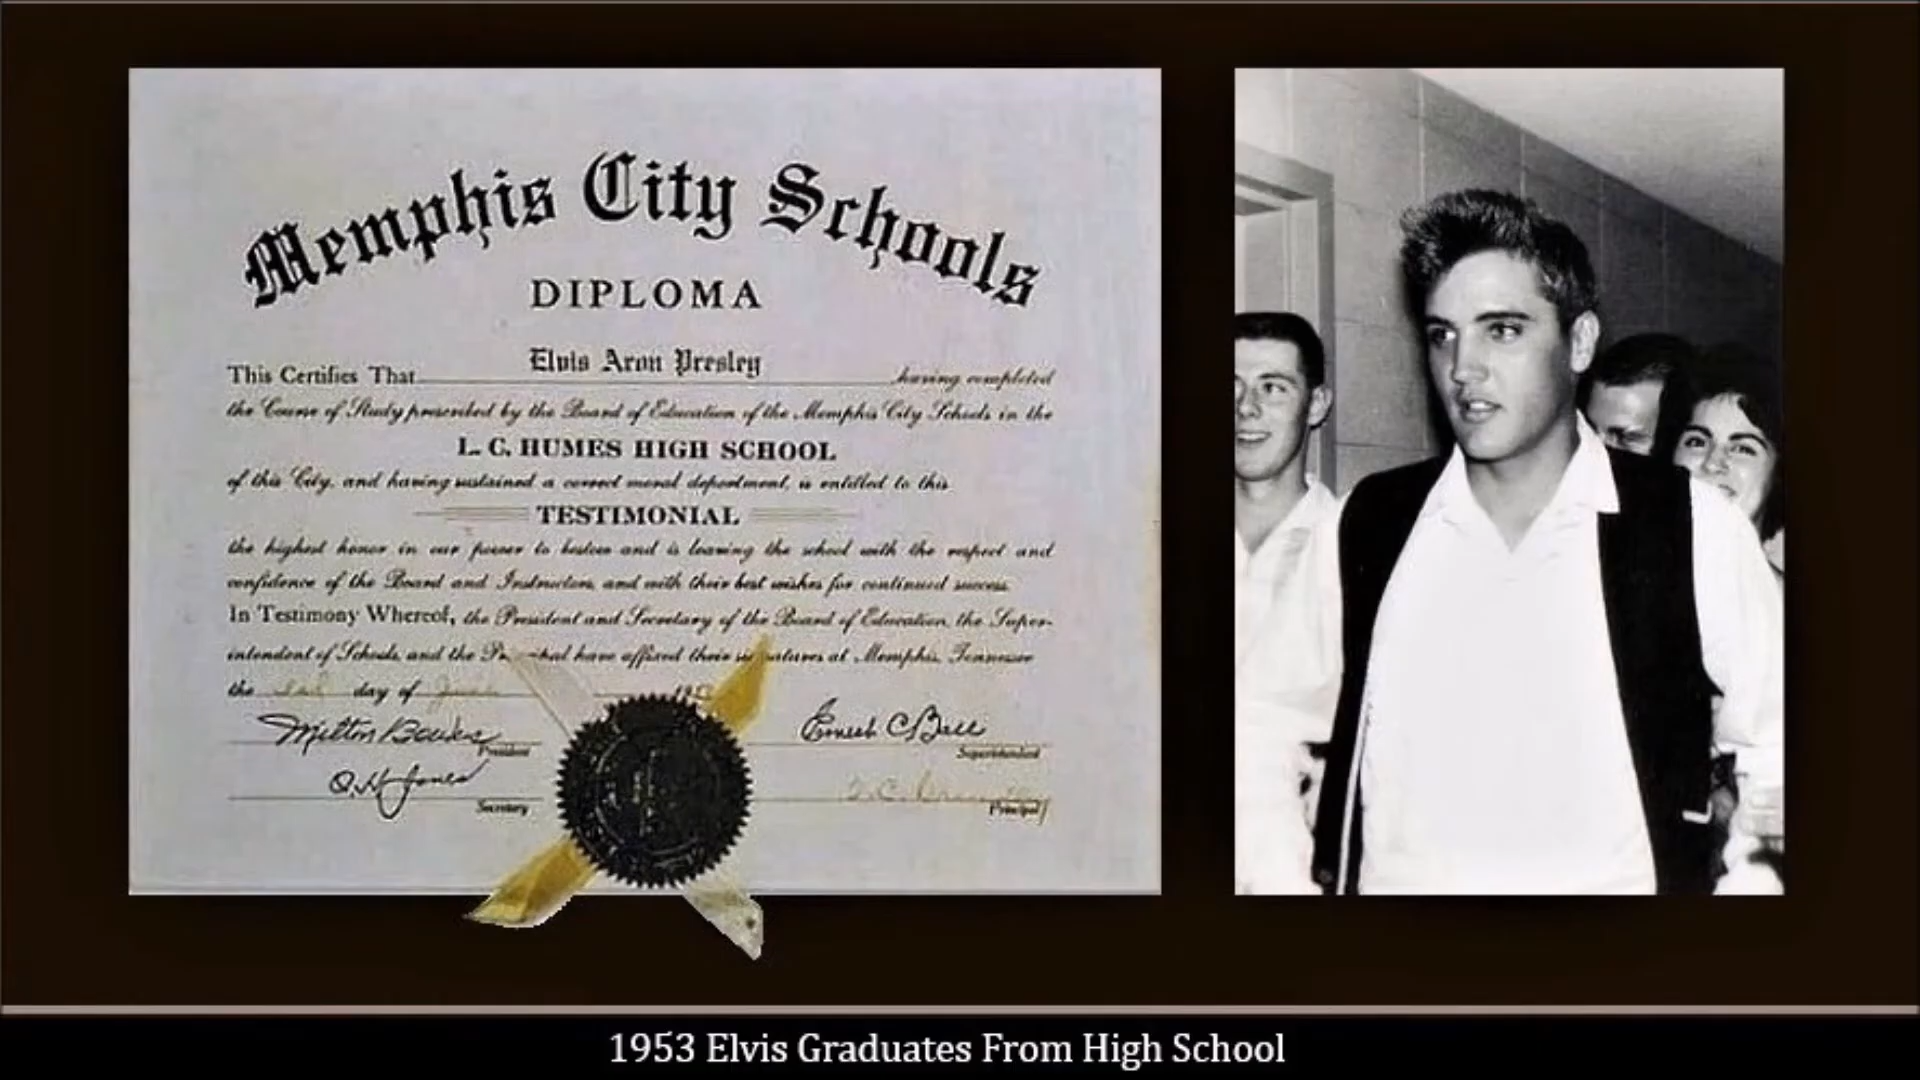 Memphis City Schools
DIPLOMA
This Certifies That Elvis Aron Presley having completed
the Course of Study prescribed by the Board of Education of the Memphis City Schools in the
L. C. HUMES HIGH SCHOOL
of this City, and having sustained a correct moral deportment, is entitled to this
TESTIMONIAL
the highest honor in our power to bestow and is leaving the school with the respect and
confidence of the Board and Instructors, and with their best wishes for continued success.
In Testimony Whereof, the President and Secretary of the Board of Education, the Super-
intendent of Schools, and the Principal have affixed their signatures at Memphis, Tennessee
the day of
Milton Ernest C Ball
President Superintendent
O. H. Jones
Secretary Principal
1953 Elvis Graduates From High School